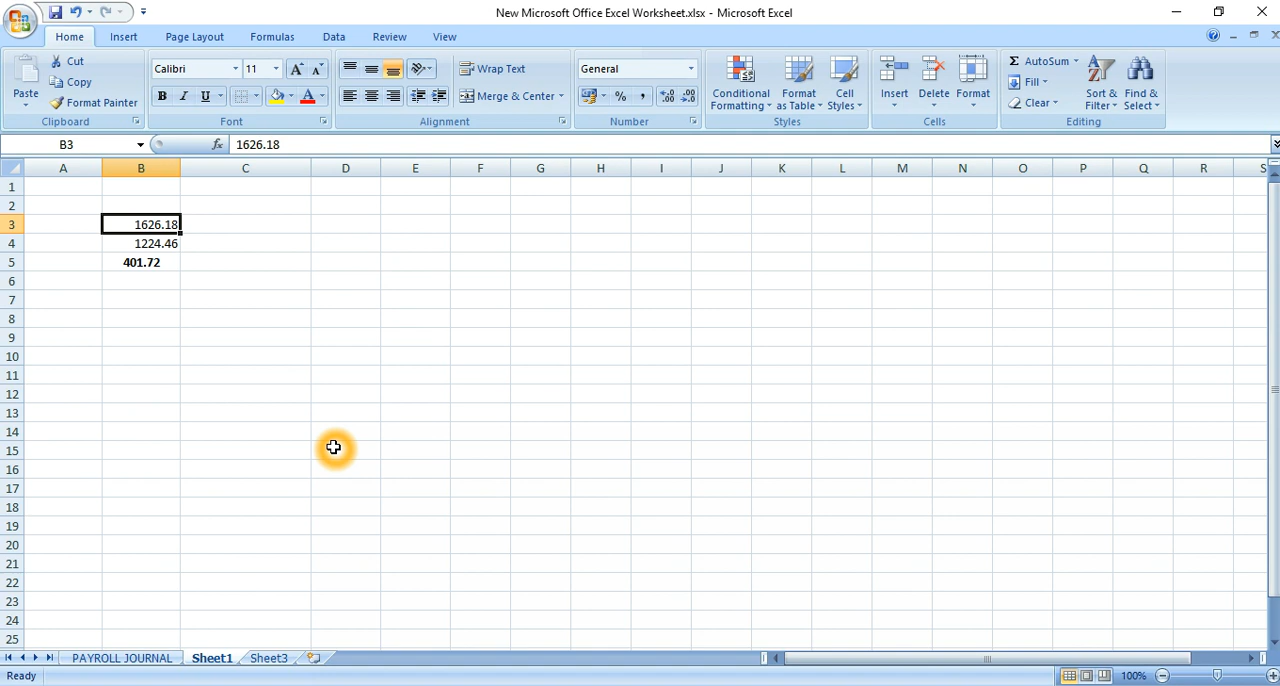 New Microsoft Office Excel Worksheet.xlsx - Microsoft Excel
Home Insert Page Layout Formulas Data Review View
Paste Cut Copy Format Painter
Calibri 11
B I U A A A
Wrap Text
Merge & Center
General
% ,
Conditional Formatting
Format as Table
Cell Styles
Insert Delete Format
Σ AutoSum
Fill
Clear
Sort & Filter
Find & Select
Clipboard Font Alignment Number Styles Cells Editing
B3 fx 1626.18
A B C D E F G H I J K L M N O P Q R S
1
2
3 1626.18
4 1224.46
5 401.72
6
7
8
9
10
11
12
13
14
15
16
17
18
19
20
21
22
23
24
25
PAYROLL JOURNAL Sheet1 Sheet3
Ready 100%